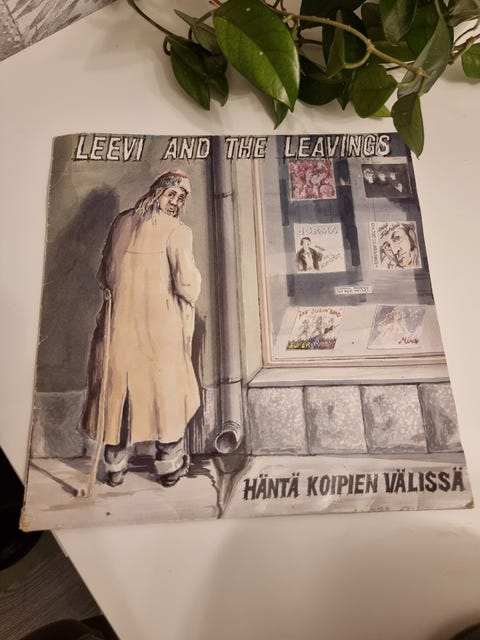 LEEVI AND THE LEAVINGS
JORMA
HÄNTÄ KOIPIEN VÄLISSÄ